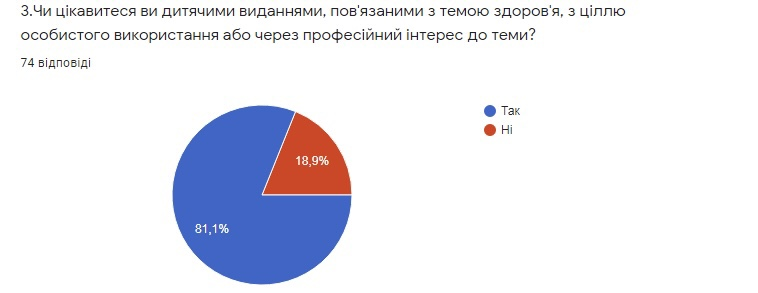 3.Чи цікавитеся ви дитячими виданнями, пов'язаними з темою здоров'я, з ціллю
особистого використання або через професійний інтерес до теми?
74 відповіді
Так
Ні
18,9%
81,1%